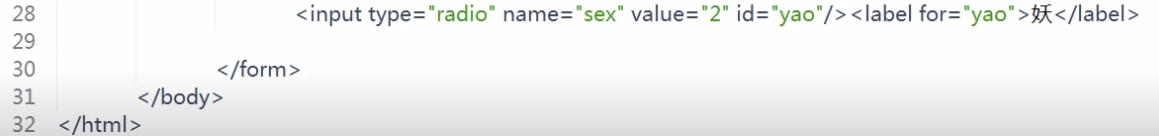 28 <input type="radio" name="sex" value="2" id="yao"/><label for="yao">妖</label>
29
30 </form>
31 </body>
32 </html>